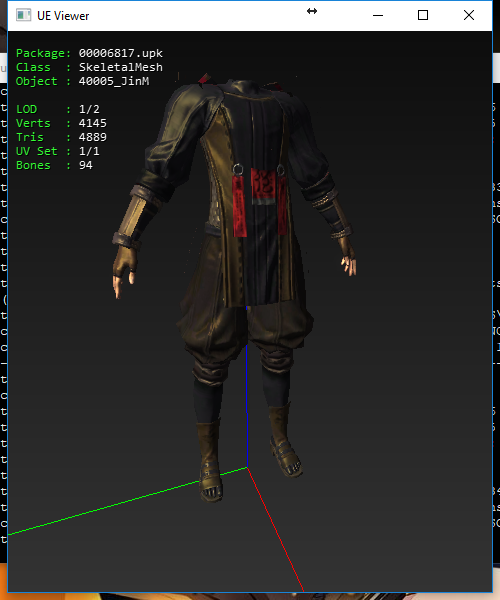 UE Viewer
Package: 00006817.upk
Class : SkeletalMesh
Object : 40005_JinM
LOD : 1/2
Verts : 4145
Tris : 4889
UV Set : 1/1
Bones : 94